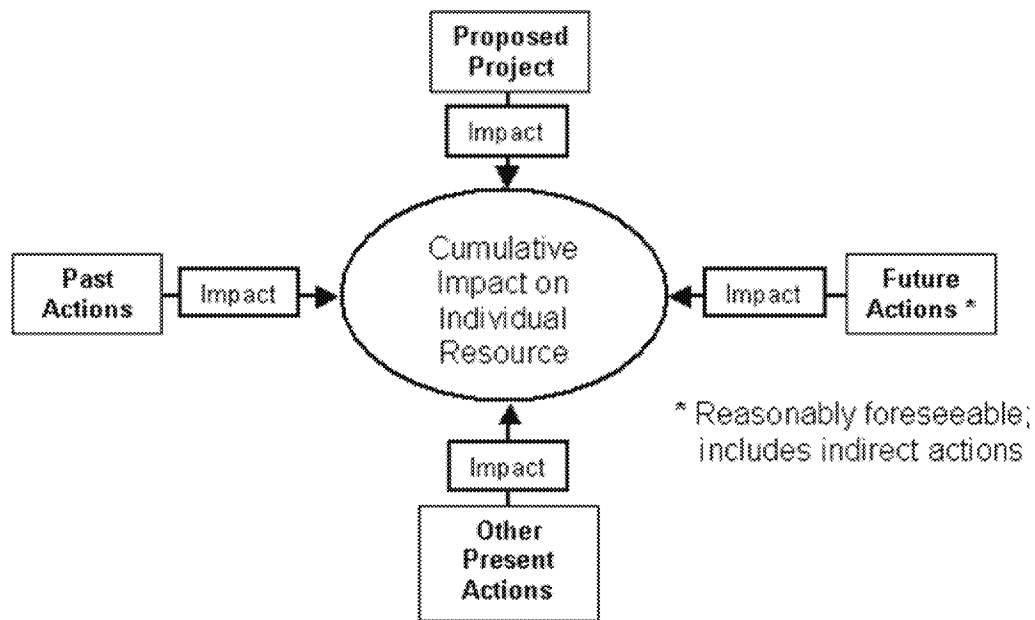 Proposed
Project
Impact
Past
Actions
Impact
Cumulative
Impact on
Individual
Resource
Impact
Future
Actions *
* Reasonably foreseeable;
includes indirect actions
Impact
Other
Present
Actions